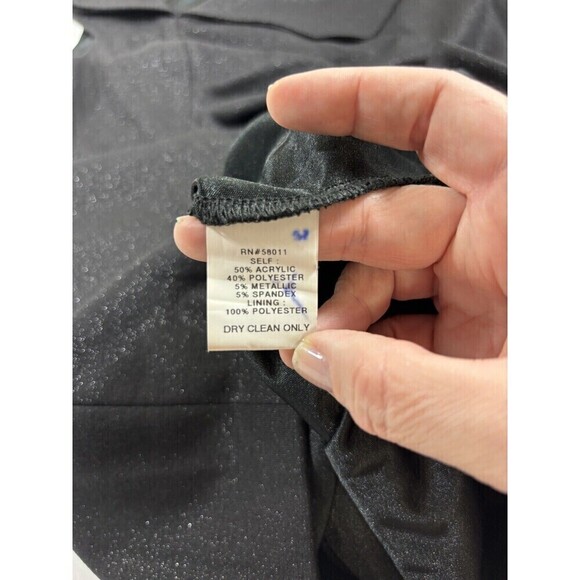 RN#58011
SELF :
50% ACRYLIC
40% POLYESTER
5% METALLIC
5% SPANDEX
LINING :
100% POLYESTER
DRY CLEAN ONLY